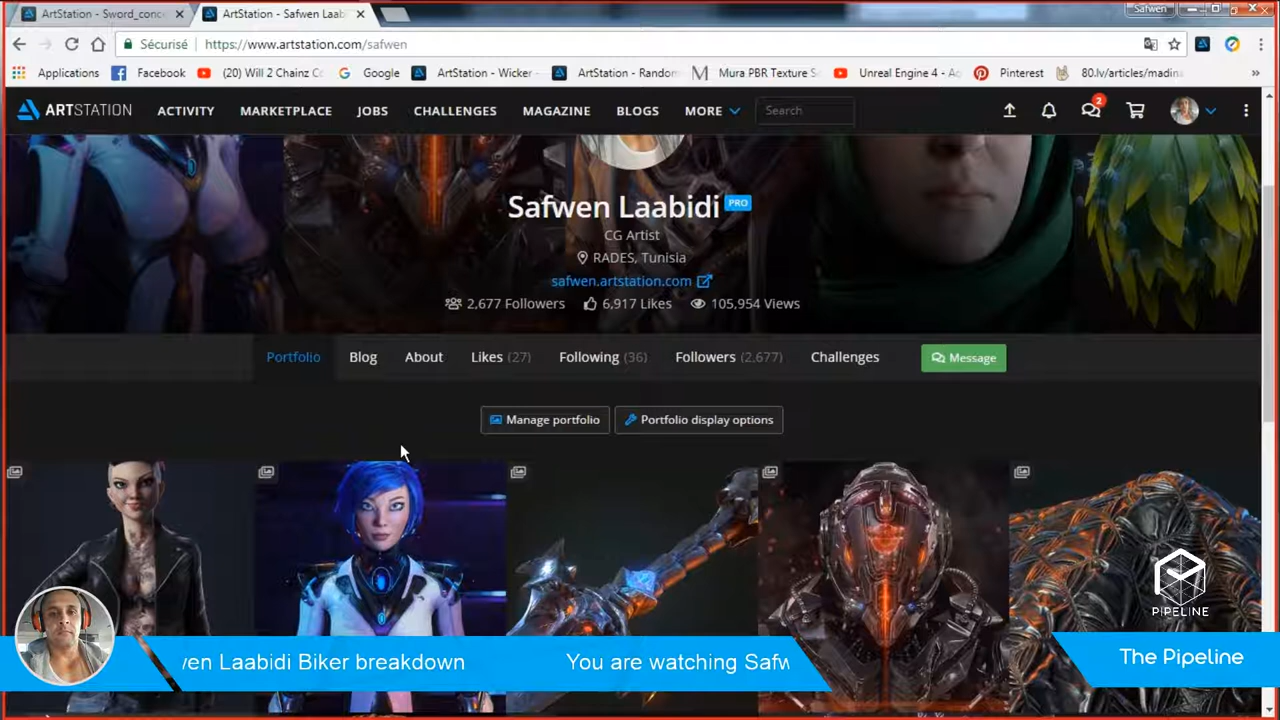 ArtStation - Sword_conc
ArtStation - Safwen Laab
Safwen
Sécurisé
https://www.artstation.com/safwen
Applications
Facebook
(20) Will 2 Chainz Co
Google
ArtStation - Wicker -
ArtStation - Random
Mura PBR Texture S
Unreal Engine 4 - Ac
Pinterest
80.lv/articles/madin
»
ARTSTATION
ACTIVITY
MARKETPLACE
JOBS
CHALLENGES
MAGAZINE
BLOGS
MORE
Search
2
Safwen Laabidi PRO
CG Artist
RADES, Tunisia
safwen.artstation.com
2,677 Followers
6,917 Likes
105,954 Views
Portfolio
Blog
About
Likes (27)
Following (36)
Followers (2,677)
Challenges
Message
Manage portfolio
Portfolio display options
PIPELINE
wen Laabidi Biker breakdown
You are watching Safw
The Pipeline